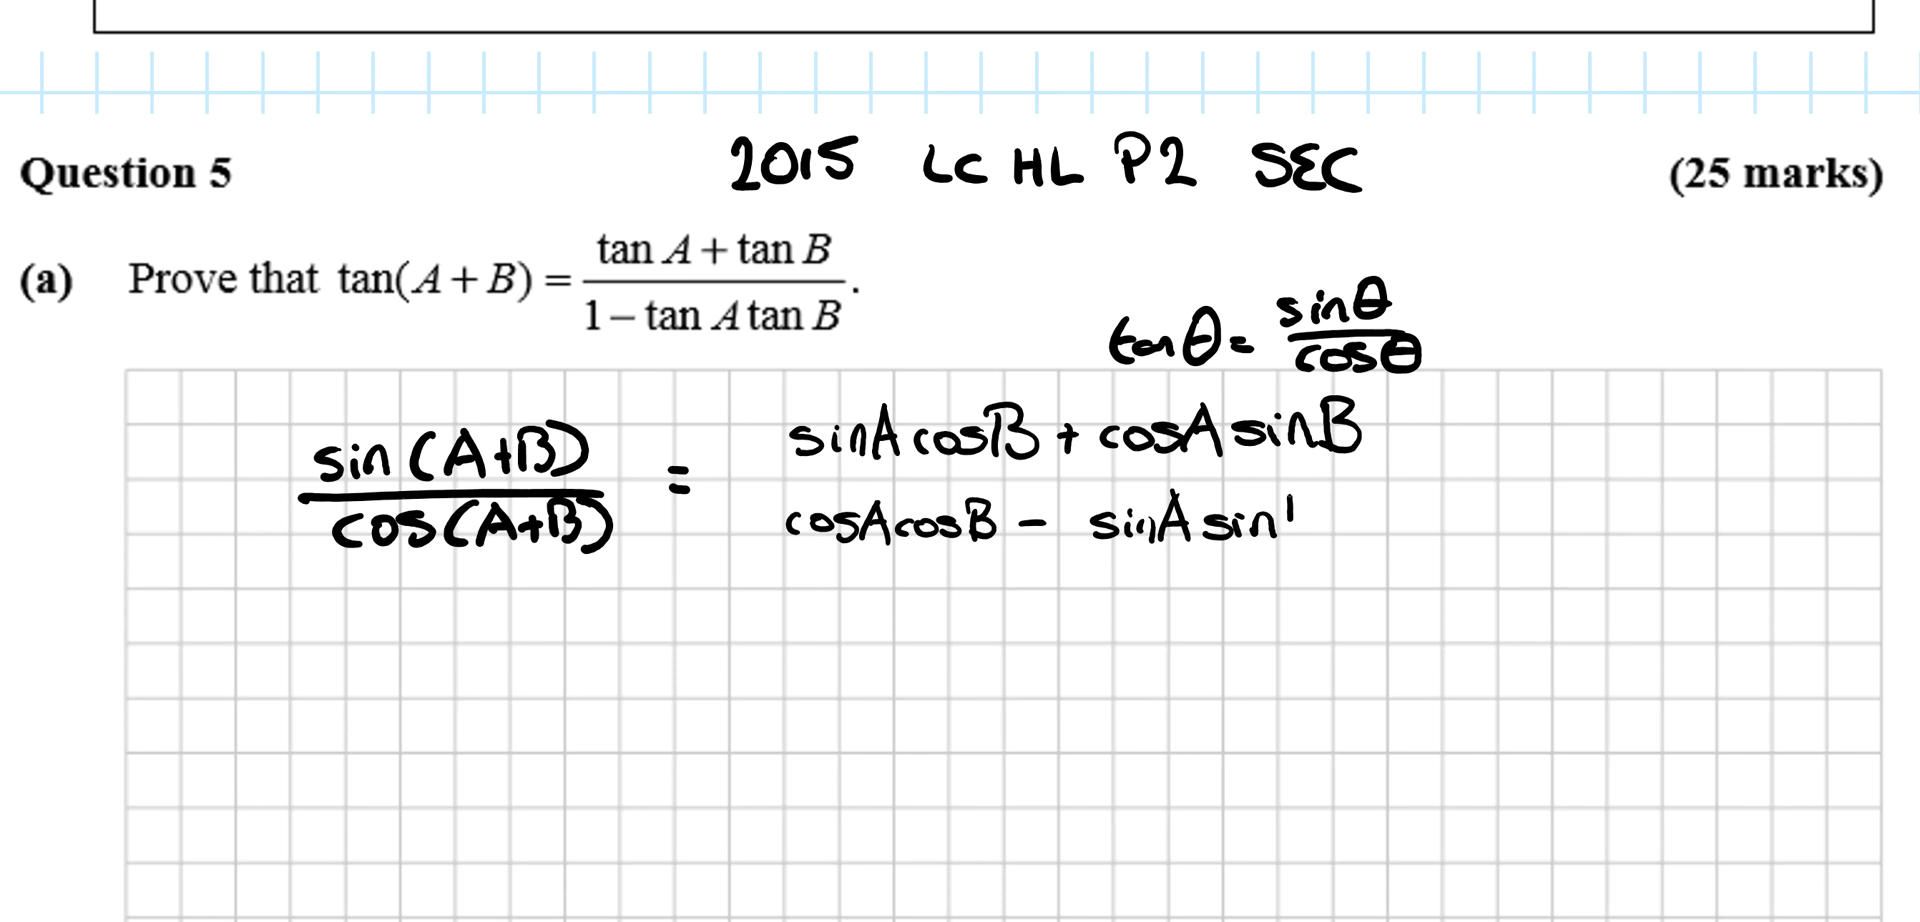 Question 5 2015 LC HL P2 SEC (25 marks)
(a) Prove that tan(A + B) = (tan A + tan B)/(1 − tan A tan B).
tanθ = sinθ/cosθ
sin(A+B)/cos(A+B) = sinA cosB + cosA sinB
cosA cosB − sinA sin